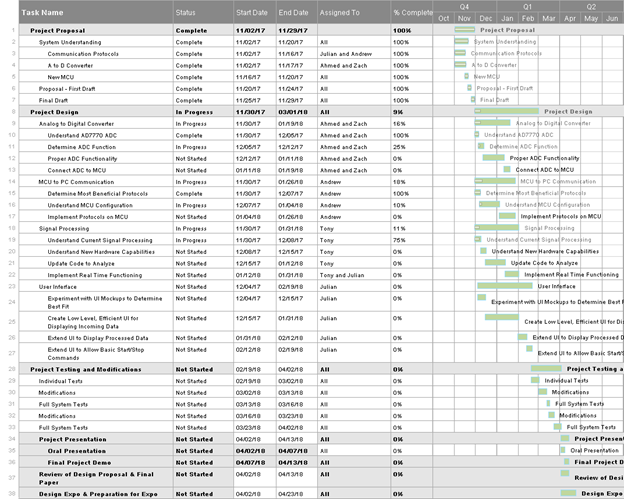 Q4 Q1 Q2
Task Name Status Start Date End Date Assigned To % Complete Oct Nov Dec Jan Feb Mar Apr May Jun
1 Project Proposal Complete 11/02/17 11/29/17 100% Project Proposal
2 System Understanding Complete 11/02/17 11/20/17 All 100% System Understanding
3 Communication Protocols Complete 11/02/17 11/16/17 Julian and Andrew 100% Communication Protocols
4 A to D Converter Complete 11/02/17 11/16/17 Ahmed and Zach 100% A to D Converter
5 New MCU Complete 11/16/17 11/20/17 All 100% New MCU
6 Proposal - First Draft Complete 11/20/17 11/24/17 All 100% Proposal - First Draft
7 Final Draft Complete 11/25/17 11/29/17 All 100% Final Draft
8 Project Design In Progress 11/30/17 03/01/18 All 9% Project Design
9 Analog to Digital Converter In Progress 11/30/17 01/19/18 Ahmed and Zach 16% Analog to Digital Converter
10 Understand AD7770 ADC Complete 11/30/17 12/05/17 Ahmed and Zach 100% Understand AD7770 ADC
11 Determine ADC Function In Progress 12/05/17 12/12/17 Ahmed and Zach 25% Determine ADC Function
12 Proper ADC Functionality Not Started 12/12/17 01/11/18 Ahmed and Zach 0% Proper ADC Functionality
13 Connect ADC to MCU Not Started 01/11/18 01/19/18 Ahmed and Zach 0% Connect ADC to MCU
14 MCU to PC Communication In Progress 11/30/17 01/26/18 Andrew 18% MCU to PC Communication
15 Determine Most Beneficial Protocols Complete 11/30/17 12/07/17 Andrew 100% Determine Most Beneficial Protocols
16 Understand MCU Configuration In Progress 12/07/17 01/04/18 Andrew 10% Understand MCU Configuration
17 Implement Protocols on MCU Not Started 01/04/18 01/26/18 Andrew 0% Implement Protocols on MCU
18 Signal Processing In Progress 11/30/17 01/31/18 Tony 11% Signal Processing
19 Understand Current Signal Processing In Progress 11/30/17 12/08/17 Tony 75% Understand Current Signal Processing
20 Understand New Hardware Capabilities Not Started 12/08/17 12/15/17 Tony 0% Understand New Hardware Capabilities
21 Update Code to Analyze Not Started 12/15/17 01/12/18 Tony 0% Update Code to Analyze
22 Implement Real Time Functioning Not Started 01/12/18 01/31/18 Tony and Julian 0% Implement Real Time Functioning
23 User Interface Not Started 12/04/17 02/19/18 Julian 0% User Interface
24 Experiment with UI Mockups to Determine Best Fit Not Started 12/04/17 12/15/17 Julian 0% Experiment with UI Mockups to Determine Best F
25 Create Low Level, Efficient UI for Displaying Incoming Data Not Started 12/15/17 01/31/18 Julian 0% Create Low Level, Efficient UI for Dis
26 Extend UI to Display Processed Data Not Started 01/31/18 02/12/18 Julian 0% Extend UI to Display Processed
27 Extend UI to Allow Basic Start/Stop Commands Not Started 02/12/18 02/19/18 Julian 0% Extend UI to Allow Basic Start/
28 Project Testing and Modifications Not Started 02/19/18 04/02/18 All 0% Project Testing a
29 Individual Tests Not Started 02/19/18 03/02/18 All 0% Individual Tests
30 Modifications Not Started 03/02/18 03/13/18 All 0% Modifications
31 Full System Tests Not Started 03/13/18 03/16/18 All 0% Full System Tests
32 Modifications Not Started 03/16/18 03/23/18 All 0% Modifications
33 Full System Tests Not Started 03/23/18 04/02/18 All 0% Full System Tests
34 Project Presentation Not Started 04/02/18 04/13/18 All 0% Project Presen
35 Oral Presentation Not Started 04/02/18 04/07/18 All 0% Oral Presentation
36 Final Project Demo Not Started 04/07/18 04/13/18 All 0% Final Project D
37 Review of Design Proposal & Final Paper Not Started 04/02/18 04/13/18 All 0% Review of Desi
38 Design Expo & Preparation for Expo Not Started 04/02/18 04/23/18 All 0% Design Expo